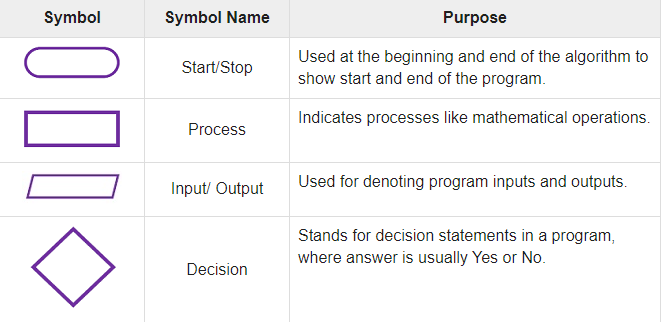 Symbol Symbol Name Purpose
Start/Stop
Used at the beginning and end of the algorithm to
show start and end of the program.
Process
Indicates processes like mathematical operations.
Input/ Output
Used for denoting program inputs and outputs.
Decision
Stands for decision statements in a program,
where answer is usually Yes or No.